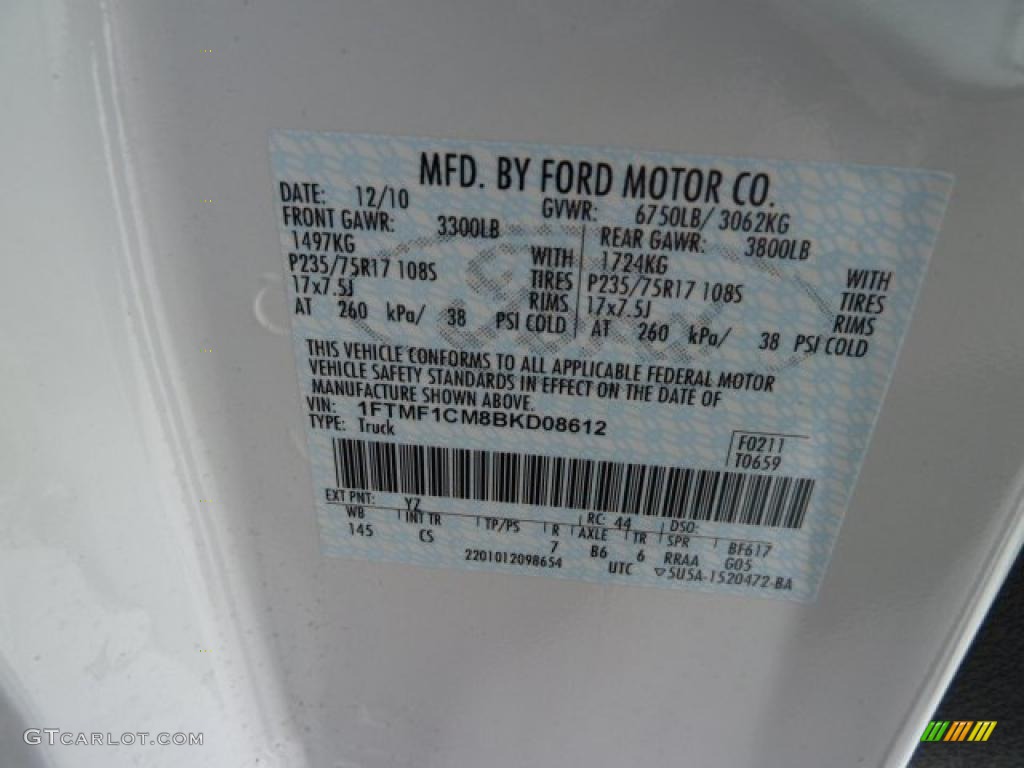 MFD. BY FORD MOTOR CO.
DATE: 12/10 GVWR: 6750LB/ 3062KG
FRONT GAWR: 3300LB REAR GAWR: 3800LB
1497KG WITH 1724KG WITH
P235/75R17 108S TIRES P235/75R17 108S TIRES
17x7.5J RIMS 17x7.5J RIMS
AT 260 kPa/ 38 PSI COLD AT 260 kPa/ 38 PSI COLD
THIS VEHICLE CONFORMS TO ALL APPLICABLE FEDERAL MOTOR
VEHICLE SAFETY STANDARDS IN EFFECT ON THE DATE OF
MANUFACTURE SHOWN ABOVE.
VIN: 1FTMF1CM8BKD08612
TYPE: Truck
F0211
T0659
EXT PNT: YZ RC: 44 DSO:
WB INT TR TP/PS R AXLE TR SPR BF617
145 CS 7 B6 6 RRAA G05
2201012098654 UTC ▽5U5A-1520472-BA
GTCARLOT.COM